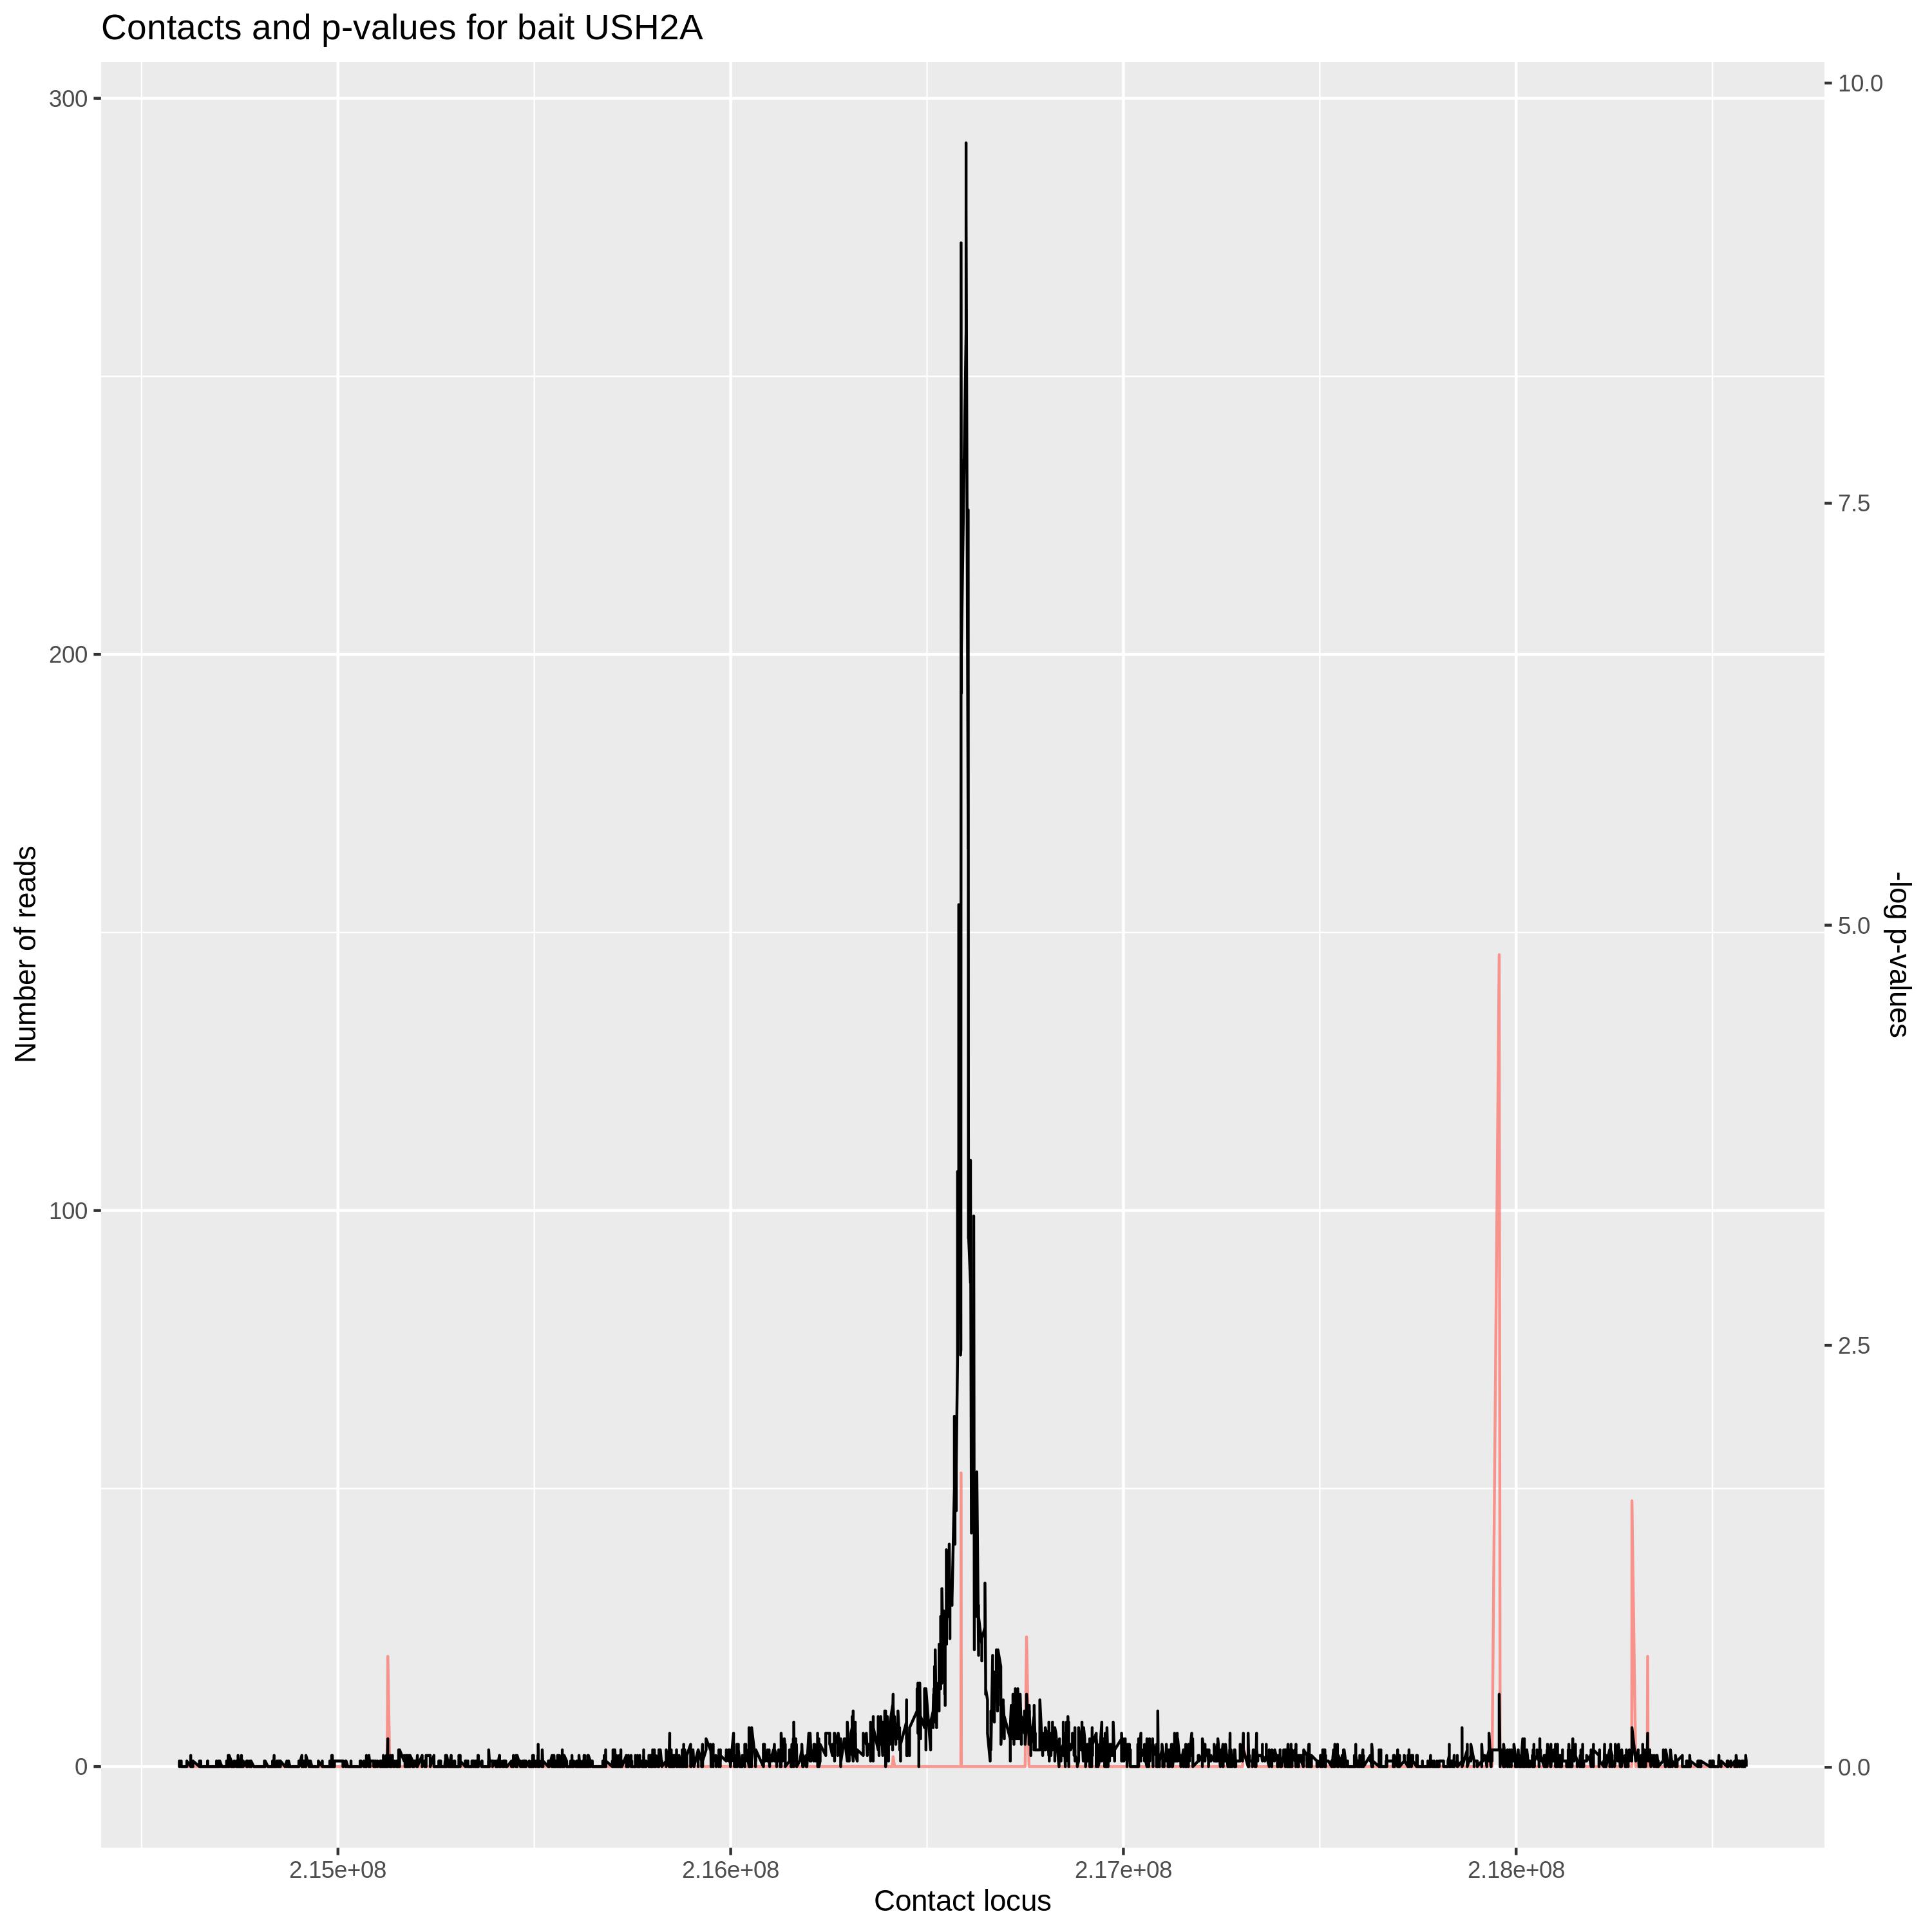 Contacts and p-values for bait USH2A
300
200
100
0
Number of reads
10.0
7.5
5.0
2.5
0.0
-log p-values
2.15e+08 2.16e+08 2.17e+08 2.18e+08
Contact locus